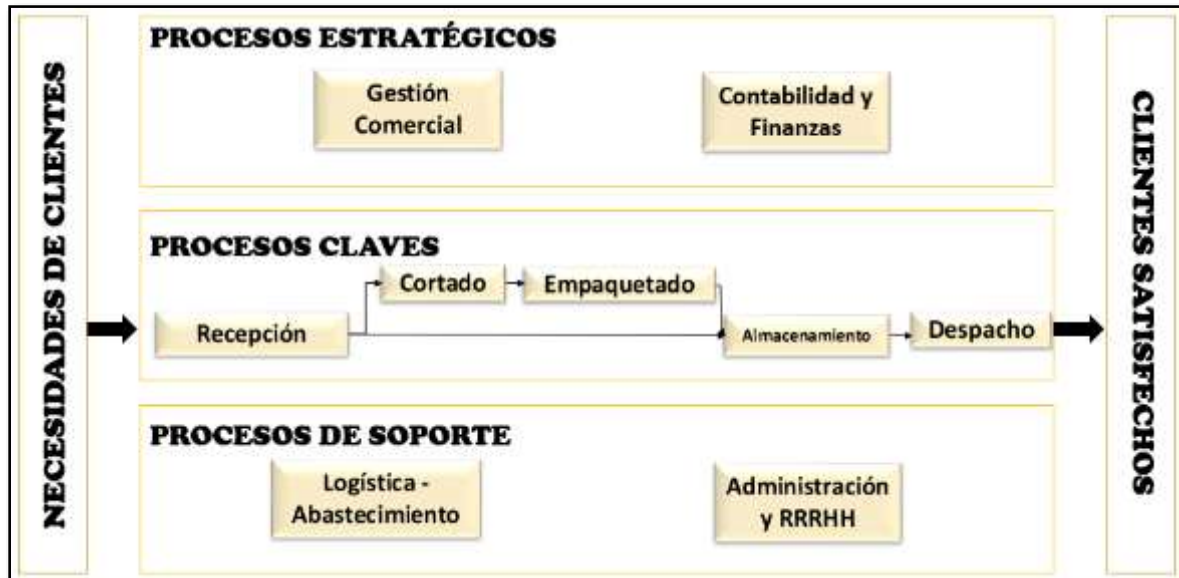 NECESIDADES DE CLIENTES
PROCESOS ESTRATÉGICOS
Gestión
Comercial
Contabilidad y
Finanzas
PROCESOS CLAVES
Cortado
Empaquetado
Recepción
Almacenamiento
Despacho
PROCESOS DE SOPORTE
Logística -
Abastecimiento
Administración
y RRRHH
CLIENTES SATISFECHOS